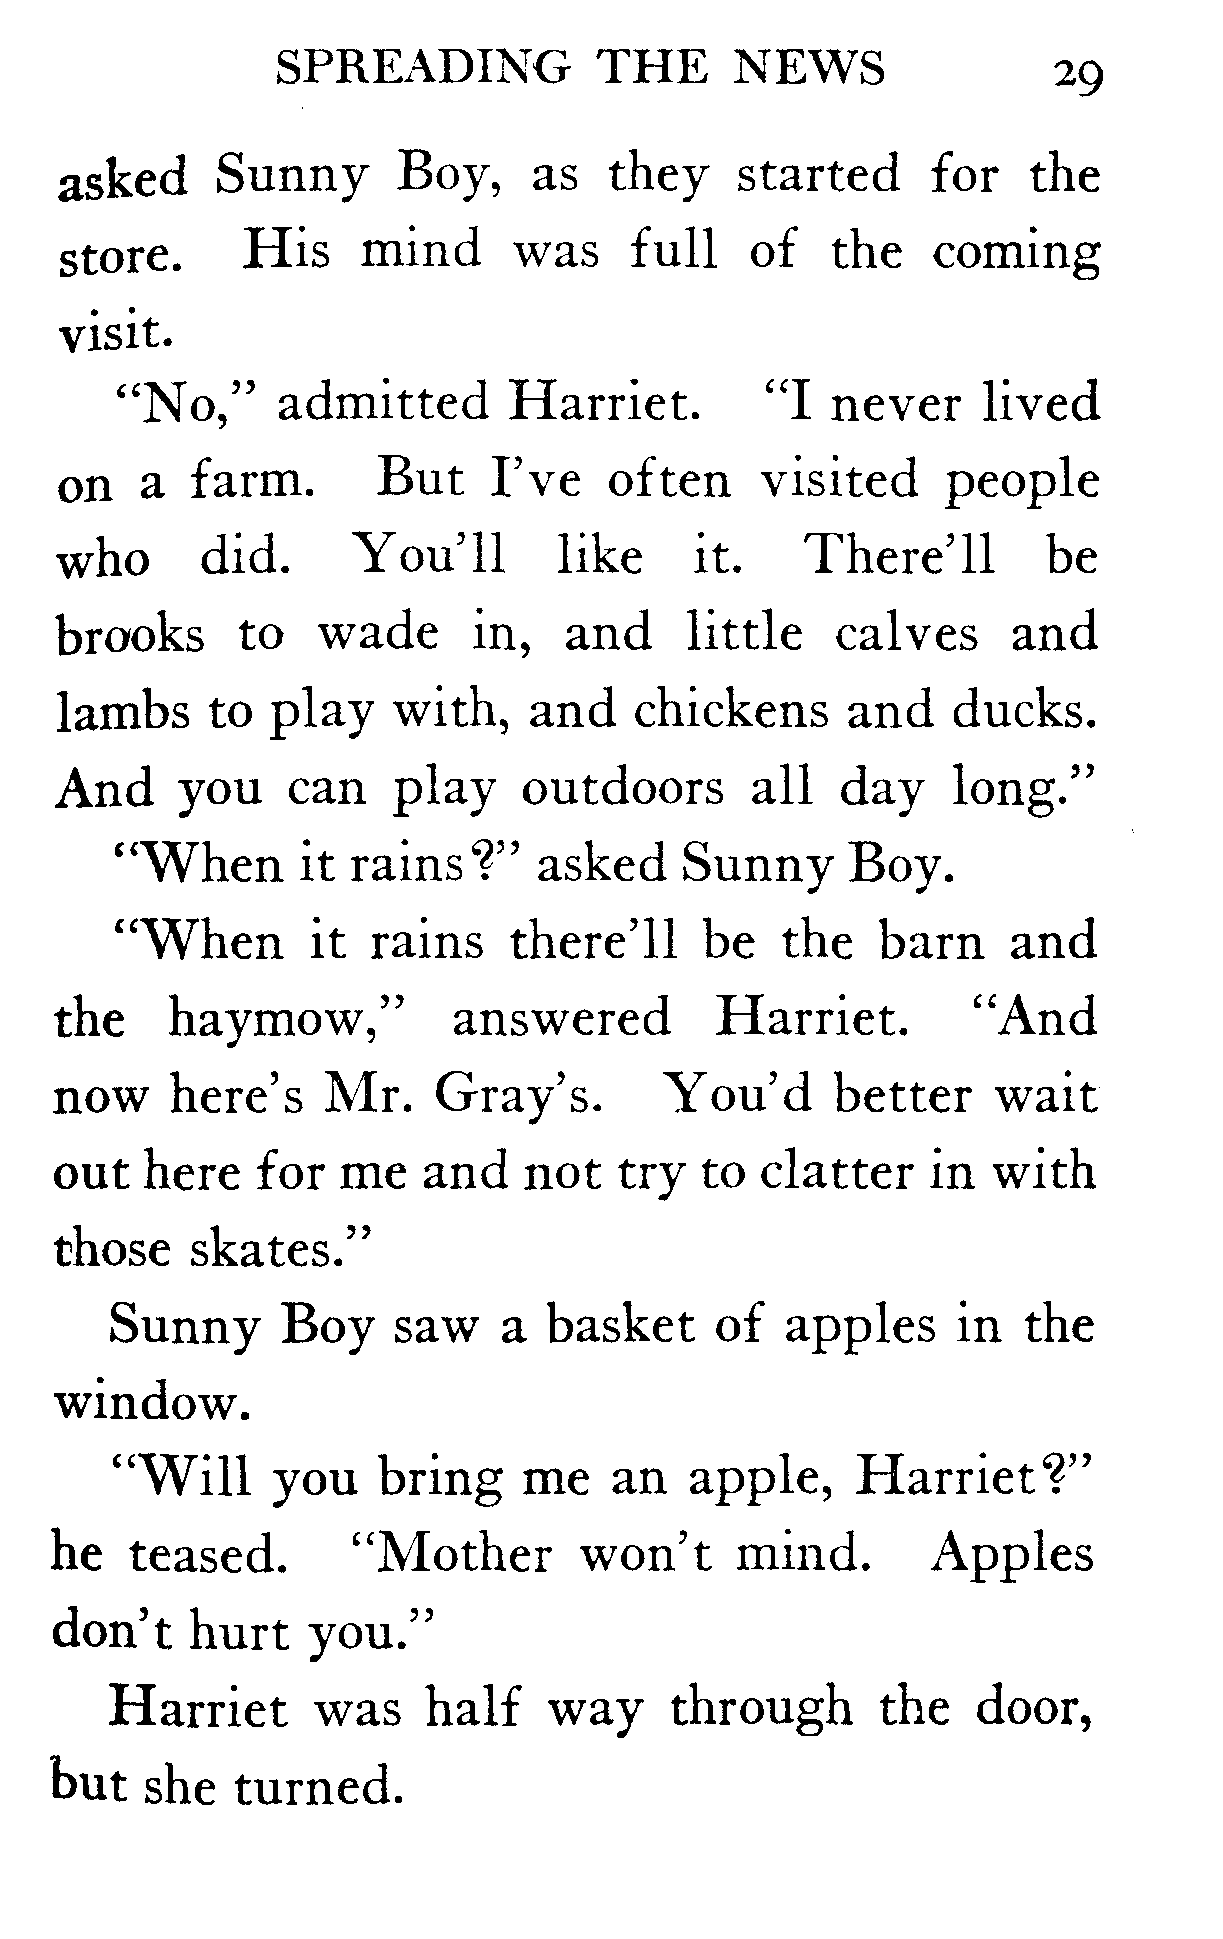 SPREADING THE NEWS 29
asked Sunny Boy, as they started for the
store. His mind was full of the coming
visit.
“No,” admitted Harriet. “I never lived
on a farm. But I’ve often visited people
who did. You’ll like it. There’ll be
brooks to wade in, and little calves and
lambs to play with, and chickens and ducks.
And you can play outdoors all day long.”
“When it rains?” asked Sunny Boy.
“When it rains there’ll be the barn and
the haymow,” answered Harriet. “And
now here’s Mr. Gray’s. You’d better wait
out here for me and not try to clatter in with
those skates.”
Sunny Boy saw a basket of apples in the
window.
“Will you bring me an apple, Harriet?”
he teased. “Mother won’t mind. Apples
don’t hurt you.”
Harriet was half way through the door,
but she turned.